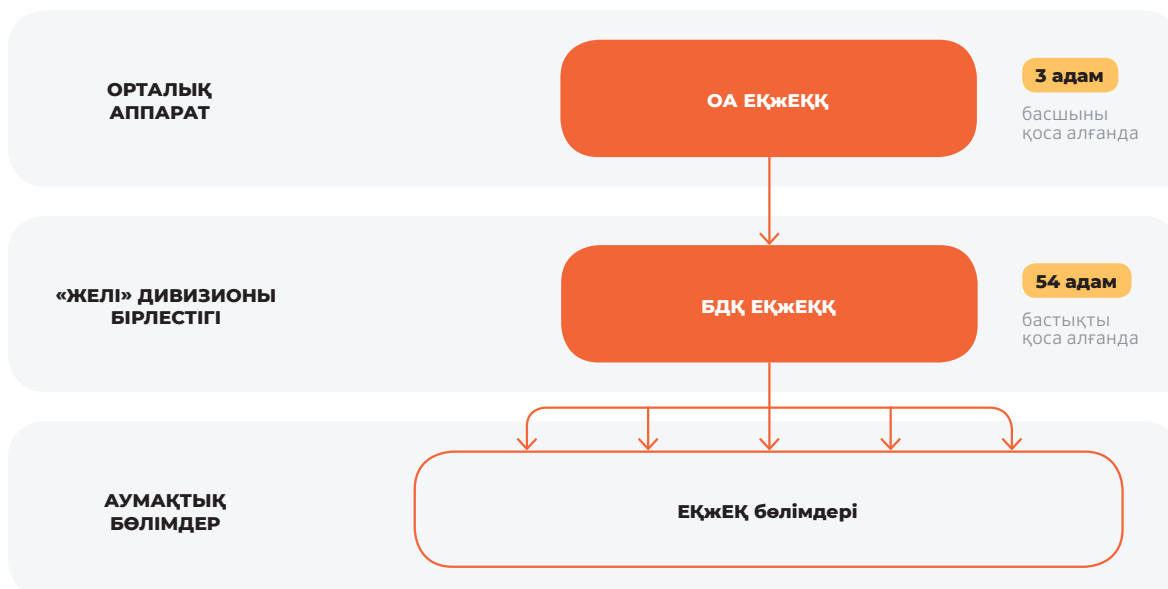 ОРТАЛЫҚ
АППАРАТ
ОА ЕҚжЕҚҚ
3 адам
басшыны
қоса алғанда
«ЖЕЛІ» ДИВИЗИОНЫ
БІРЛЕСТІГІ
БДҚ ЕҚжЕҚҚ
54 адам
бастықты
қоса алғанда
АУМАҚТЫҚ
БӨЛІМДЕР
ЕҚжЕҚ бөлімдері